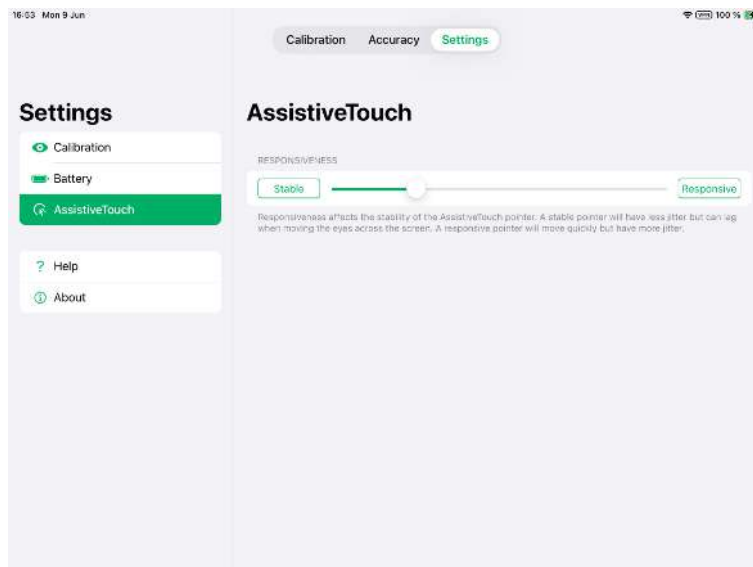 16:53 Mon 9 Jun
100 %
Calibration Accuracy Settings
Settings
Calibration
Battery
AssistiveTouch
Help
About
AssistiveTouch
RESPONSIVENESS
Stable
Responsive
Responsiveness affects the stability of the AssistiveTouch pointer. A stable pointer will have less jitter but can lag
when moving the eyes across the screen. A responsive pointer will move quickly but have more jitter.